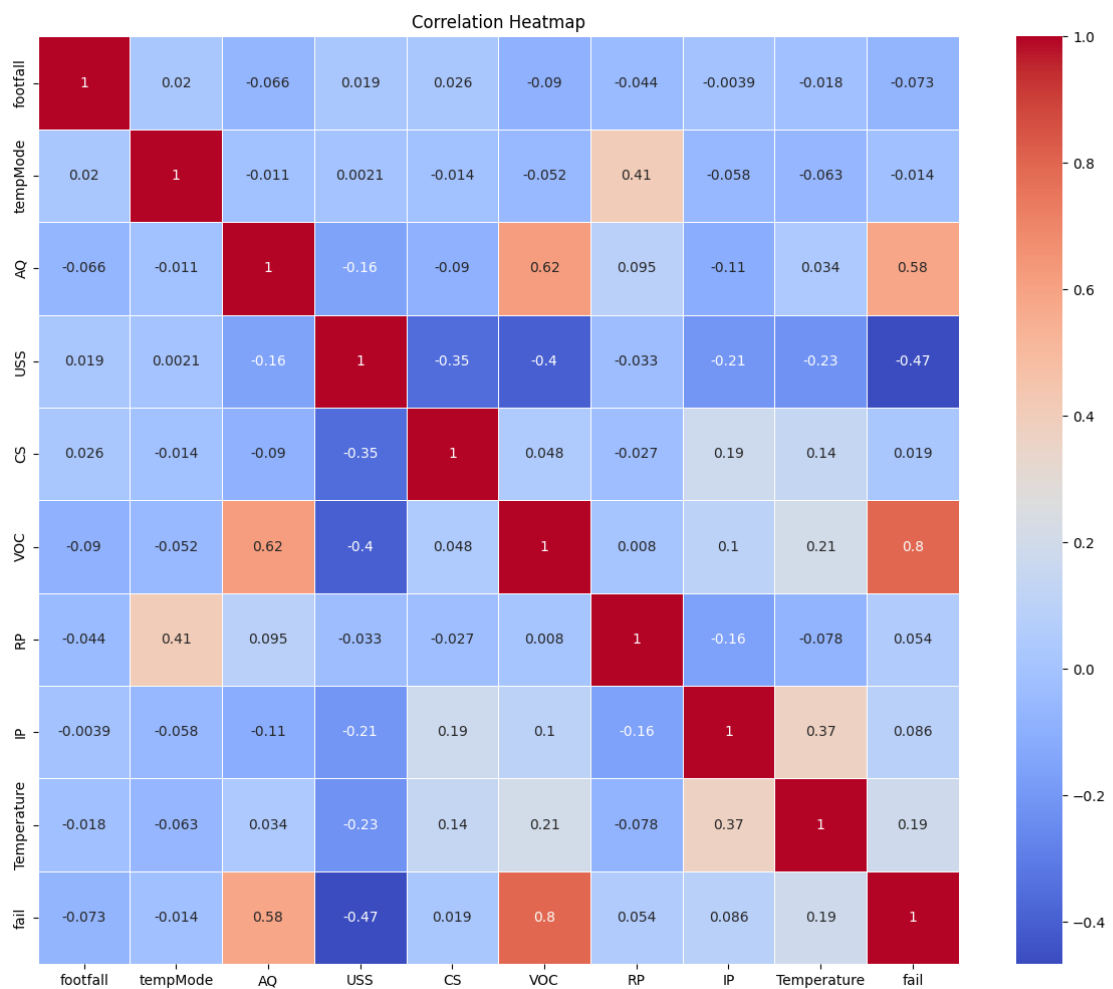 Correlation Heatmap
footfall 1 0.02 -0.066 0.019 0.026 -0.09 -0.044 -0.0039 -0.018 -0.073
tempMode 0.02 1 -0.011 0.0021 -0.014 -0.052 0.41 -0.058 -0.063 -0.014
AQ -0.066 -0.011 1 -0.16 -0.09 0.62 0.095 -0.11 0.034 0.58
USS 0.019 0.0021 -0.16 1 -0.35 -0.4 -0.033 -0.21 -0.23 -0.47
CS 0.026 -0.014 -0.09 -0.35 1 0.048 -0.027 0.19 0.14 0.019
VOC -0.09 -0.052 0.62 -0.4 0.048 1 0.008 0.1 0.21 0.8
RP -0.044 0.41 0.095 -0.033 -0.027 0.008 1 -0.16 -0.078 0.054
IP -0.0039 -0.058 -0.11 -0.21 0.19 0.1 -0.16 1 0.37 0.086
Temperature -0.018 -0.063 0.034 -0.23 0.14 0.21 -0.078 0.37 1 0.19
fail -0.073 -0.014 0.58 -0.47 0.019 0.8 0.054 0.086 0.19 1
footfall tempMode AQ USS CS VOC RP IP Temperature fail
1.0
0.8
0.6
0.4
0.2
0.0
−0.2
−0.4